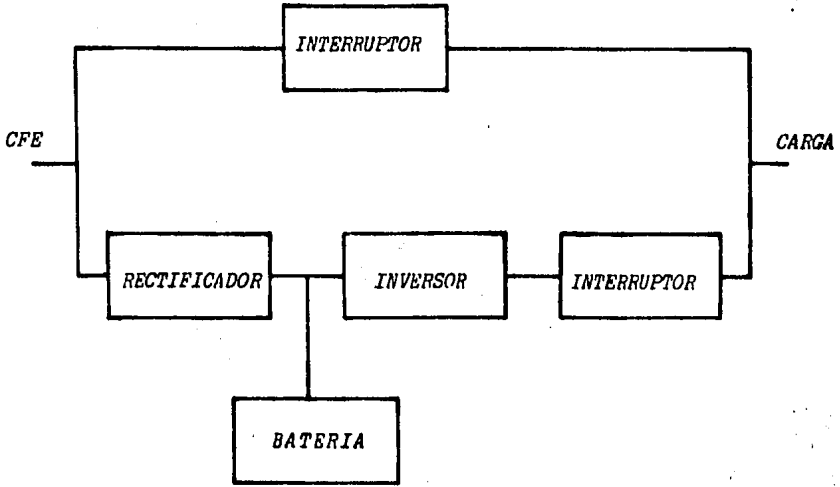 INTERRUPTOR
CFE
CARGA
RECTIFICADOR
INVERSOR
INTERRUPTOR
BATERIA